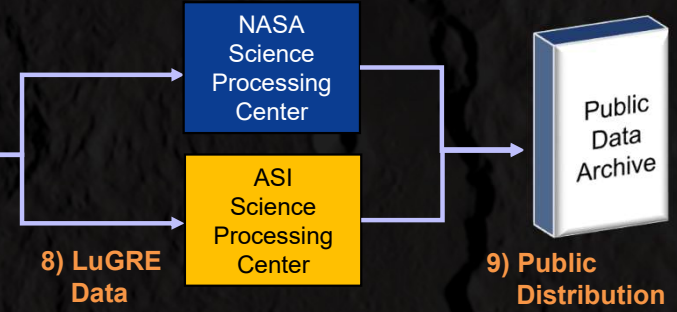 NASA
Science
Processing
Center
ASI
Science
Processing
Center
Public
Data
Archive
8) LuGRE
Data
9) Public
Distribution